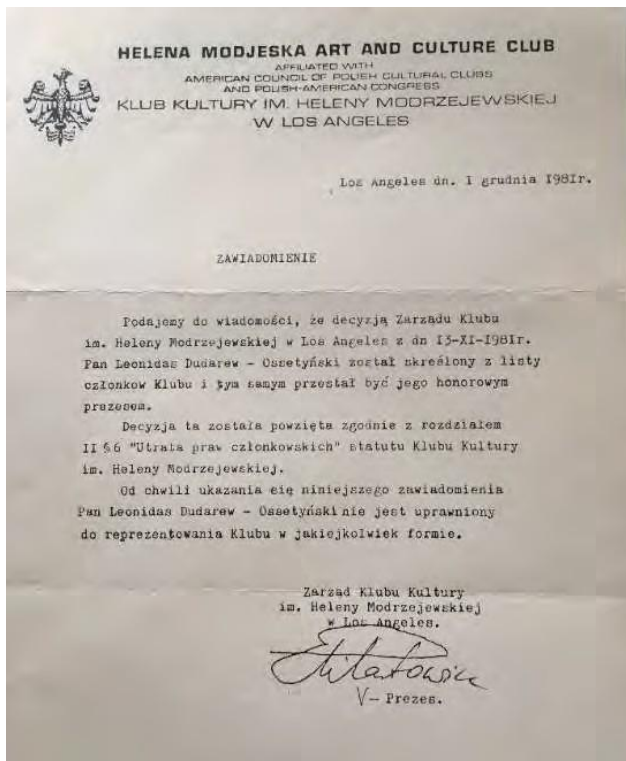 HELENA MODJESKA ART AND CULTURE CLUB
AFFILIATED WITH
AMERICAN COUNCIL OF POLISH CULTURAL CLUBS
AND POLISH-AMERICAN CONGRESS
KLUB KULTURY IM. HELENY MODRZEJEWSKIEJ
W LOS ANGELES
Los Angeles dn. I grudnia I98Ir.
ZAWIADOMIENIE
Podajemy do wiadomości, że decyzją Zarządu Klubu
im. Heleny Modrzejewskiej w Los Angeles z dn I3-XI-I98Ir.
Pan Leonidas Dudarew - Ossetyński został skreślony z listy
członkow Klubu i tym samym przestał być jego honorowym
prezesem.
Decyzja ta została powzięta zgodnie z rozdziałem
II §6 "Utrata praw członkowskich" statutu Klubu Kultury
im. Heleny Modrzejewskiej.
Od chwili ukazania się niniejszego zawiadomienia
Pan Leonidas Dudarew - Ossetyński nie jest uprawniony
do reprezentowania Klubu w jakiejkolwiek formie.
Zarząd Klubu Kultury
im. Heleny Modrzejewskiej
w Los Angeles.
V- Prezes.